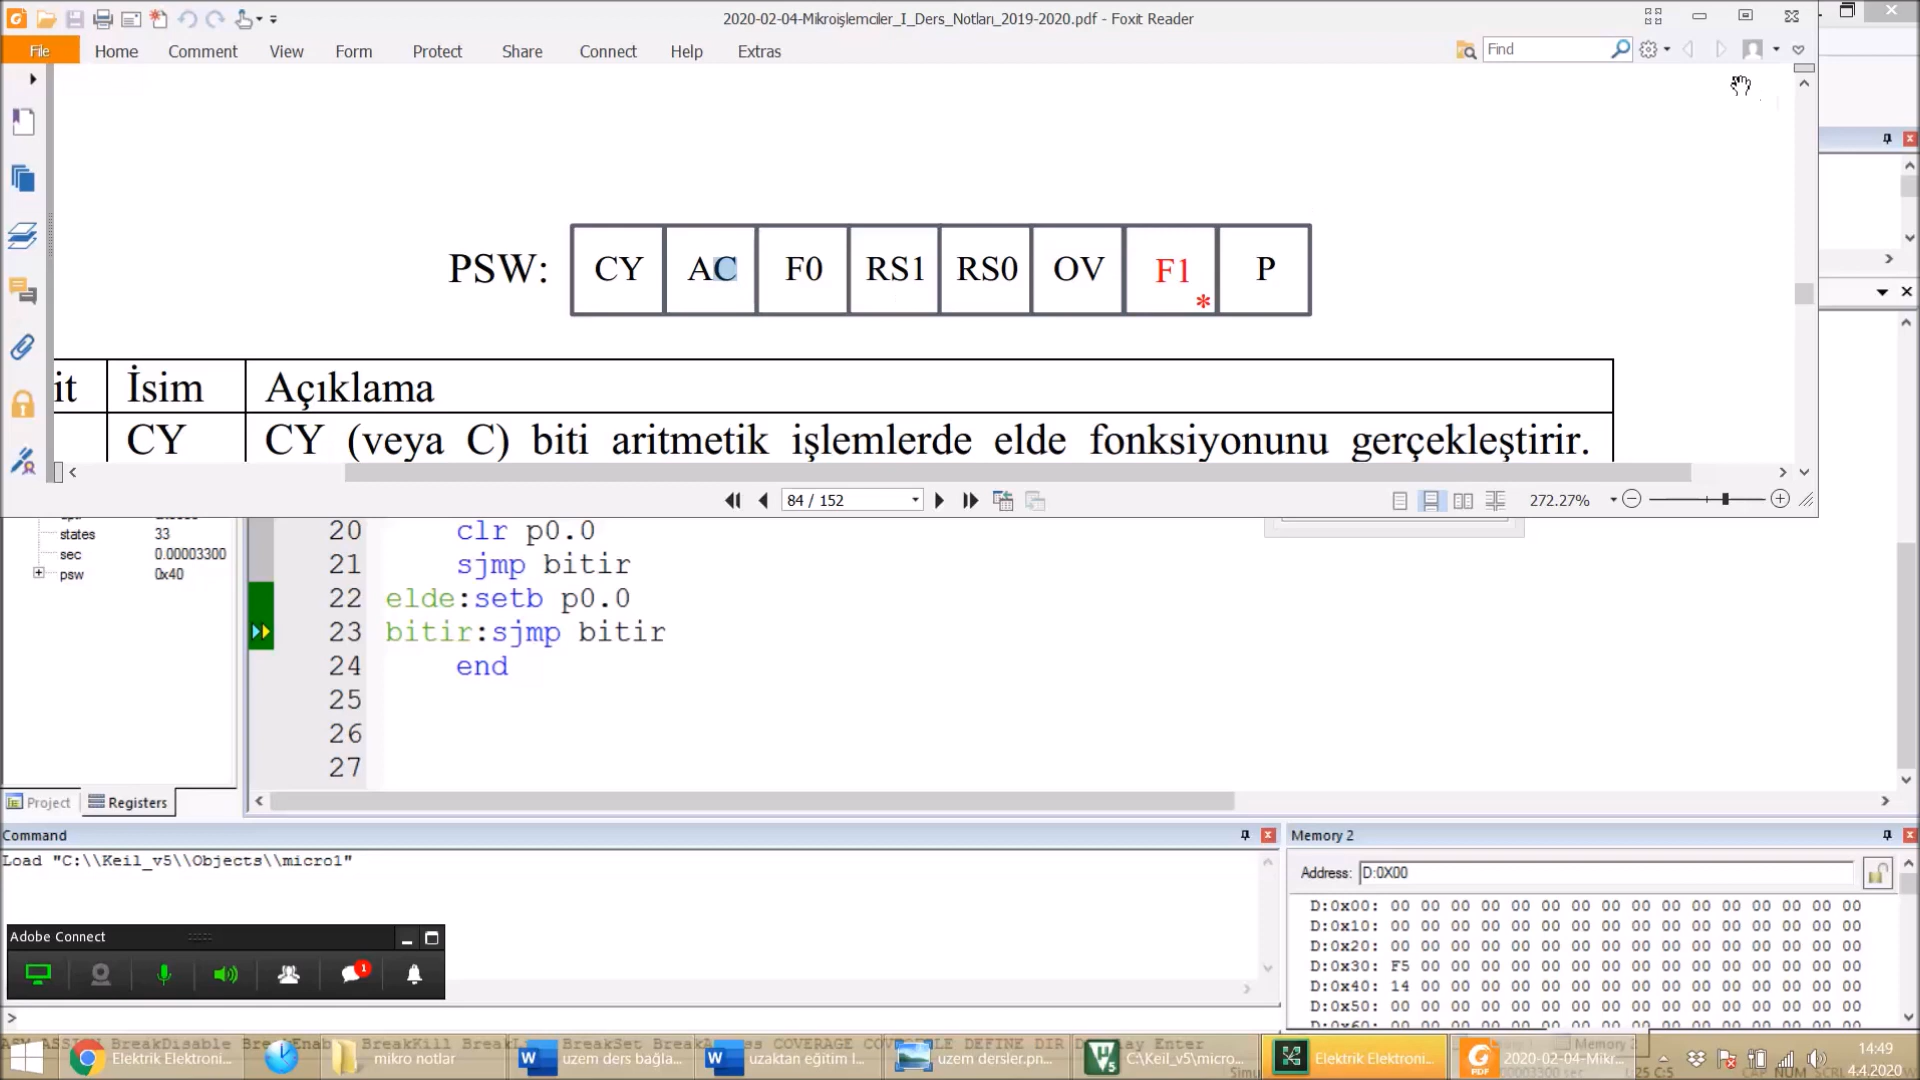 2020-02-04-Mikroişlemciler_I_Ders_Notları_2019-2020.pdf - Foxit Reader
File Home Comment View Form Protect Share Connect Help Extras
Find
PSW: CY AC F0 RS1 RS0 OV F1 * P
it İsim Açıklama
CY CY (veya C) biti aritmetik işlemlerde elde fonksiyonunu gerçekleştirir.
84 / 152
272.27%
states 33
sec 0.00003300
psw 0x40
20 clr p0.0
21 sjmp bitir
22 elde:setb p0.0
23 bitir:sjmp bitir
24 end
25
26
27
Project Registers
Command
Load "C:\\Keil_v5\\Objects\\micro1"
>
Adobe Connect
1
Memory 2
Address: D:0X00
D:0x00: 00 00 00 00 00 00 00 00 00 00 00 00 00 00 00 00
D:0x10: 00 00 00 00 00 00 00 00 00 00 00 00 00 00 00 00
D:0x20: 00 00 00 00 00 00 00 00 00 00 00 00 00 00 00 00
D:0x30: F5 00 00 00 00 00 00 00 00 00 00 00 00 00 00 00
D:0x40: 14 00 00 00 00 00 00 00 00 00 00 00 00 00 00 00
D:0x50: 00 00 00 00 00 00 00 00 00 00 00 00 00 00 00 00
Elektrik Elektroni...
mikro notlar
uzem ders bağla...
uzaktan eğitim l...
uzem dersler.pn...
C:\Keil_v5\micro...
Elektrik Elektroni...
2020-02-04-Mikr...
14:49
4.4.2020